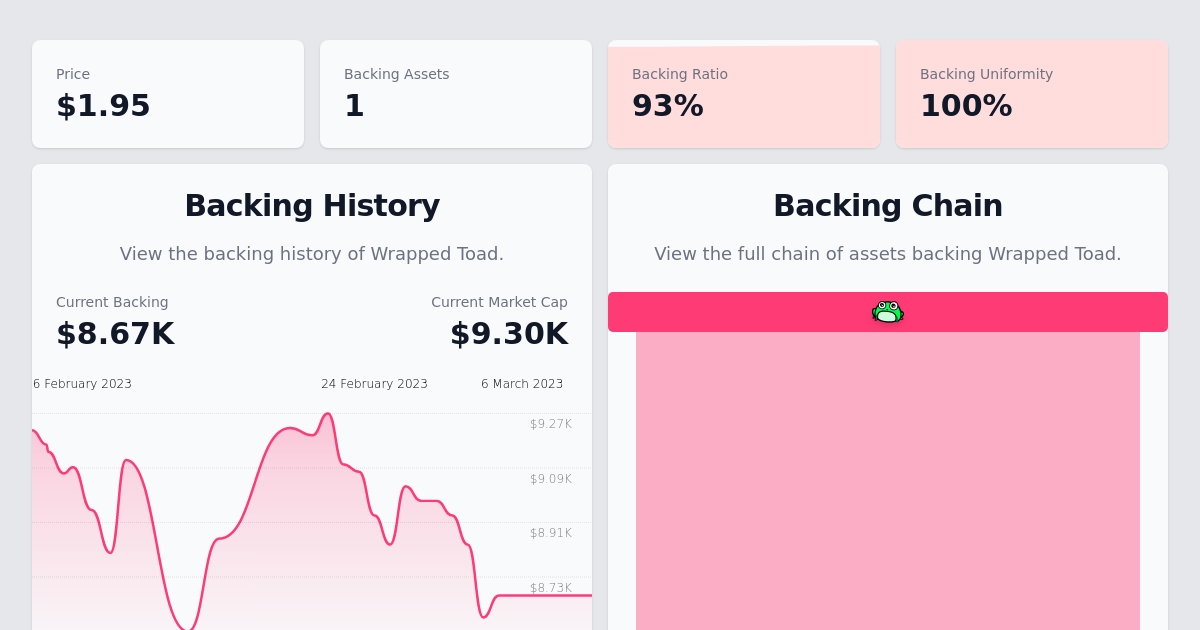 Price
$1.95
Backing Assets
1
Backing Ratio
93%
Backing Uniformity
100%
Backing History
View the backing history of Wrapped Toad.
Current Backing
$8.67K
Current Market Cap
$9.30K
6 February 2023
24 February 2023
6 March 2023
$9.27K
$9.09K
$8.91K
$8.73K
Backing Chain
View the full chain of assets backing Wrapped Toad.